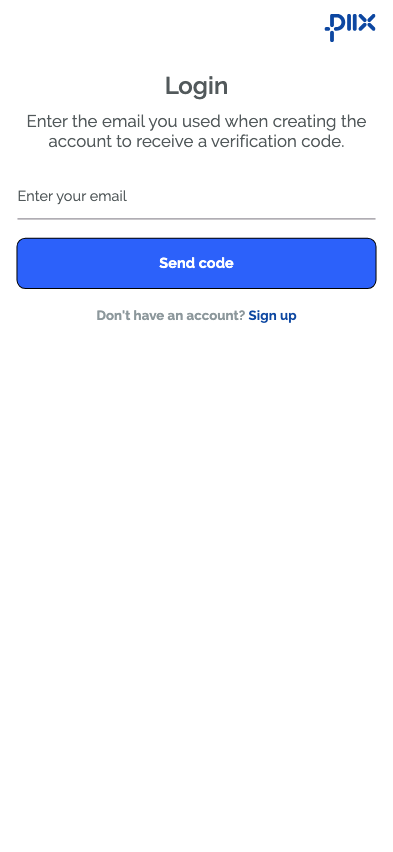 piix
Login
Enter the email you used when creating the
account to receive a verification code.
Enter your email
Send code
Don't have an account? Sign up